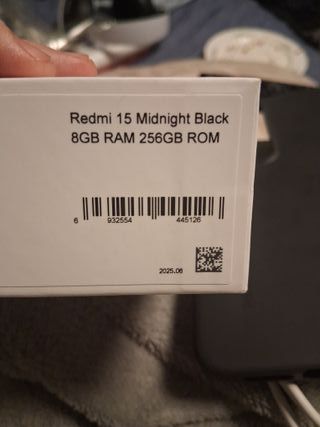 Redmi 15 Midnight Black
8GB RAM 256GB ROM
6 932554 445126
2025.06